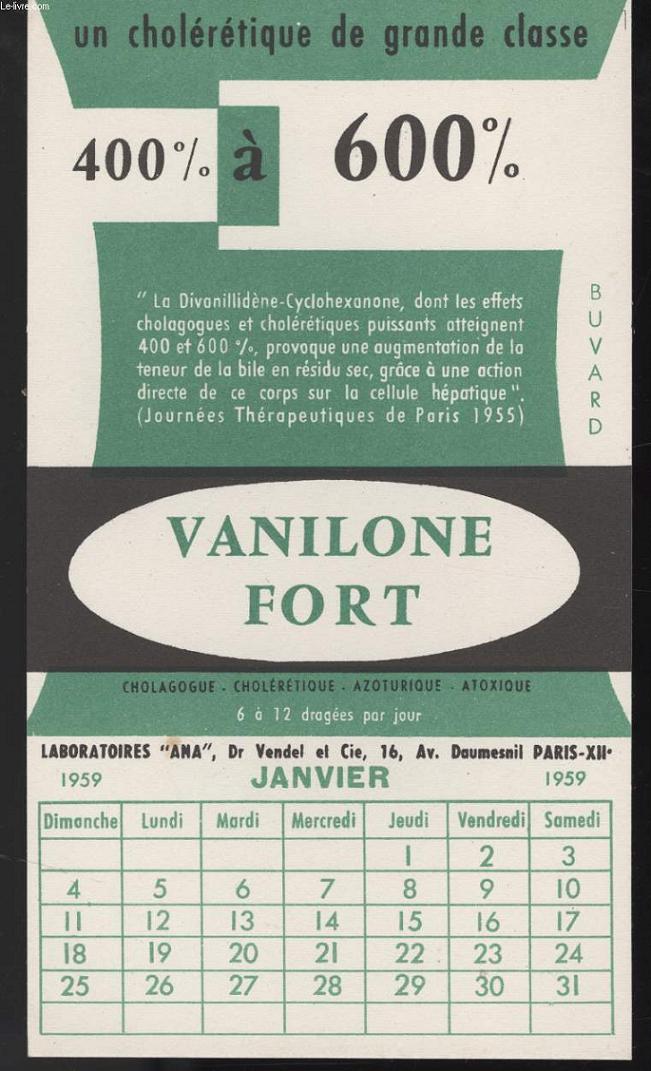 Le-livre.com
un cholérétique de grande classe
400% à 600%
" La Divanillidène-Cyclohexanone, dont les effets
cholagogues et cholérétiques puissants atteignent
400 et 600 %, provoque une augmentation de la
teneur de la bile en résidu sec, grâce à une action
directe de ce corps sur la cellule hépatique ".
(Journées Thérapeutiques de Paris 1955)
BUVARD
VANILONE
FORT
CHOLAGOGUE - CHOLÉRÉTIQUE - AZOTURIQUE - ATOXIQUE
6 à 12 dragées par jour
LABORATOIRES "ANA", Dr Vendel et Cie, 16, Av. Daumesnil PARIS-XIIe
1959 JANVIER 1959
Dimanche Lundi Mardi Mercredi Jeudi Vendredi Samedi
1 2 3
4 5 6 7 8 9 10
11 12 13 14 15 16 17
18 19 20 21 22 23 24
25 26 27 28 29 30 31